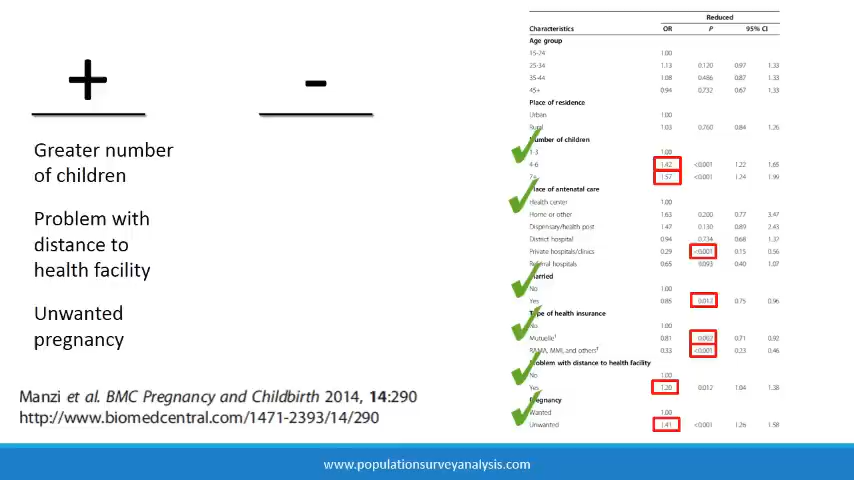 +
-
Greater number
of children
Problem with
distance to
health facility
Unwanted
pregnancy
Manzi et al. BMC Pregnancy and Childbirth 2014, 14:290
http://www.biomedcentral.com/1471-2393/14/290
Reduced
Characteristics OR P 95% CI
Age group
15-24 1.00
25-34 1.13 0.120 0.97 1.33
35-44 1.08 0.486 0.87 1.33
45+ 0.94 0.732 0.67 1.33
Place of residence
Urban 1.00
Rural 1.03 0.760 0.84 1.26
Number of children
1-3 1.00
4-6 1.42 <0.001 1.22 1.65
7+ 1.57 <0.001 1.24 1.99
Place of antenatal care
Health center 1.00
Home or other 1.63 0.200 0.77 3.47
Dispensary/health post 1.47 0.130 0.89 2.43
District hospital 0.94 0.734 0.68 1.37
Private hospitals/clinics 0.29 <0.001 0.15 0.56
Referral hospitals 0.65 0.093 0.40 1.07
Married
No 1.00
Yes 0.85 0.012 0.75 0.96
Type of health insurance
No 1.00
Mutuelle† 0.81 0.002 0.71 0.92
RAMA, MMI, and others† 0.33 <0.001 0.23 0.46
Problem with distance to health facility
No 1.00
Yes 1.20 0.012 1.04 1.38
Pregnancy
Wanted 1.00
Unwanted 1.41 <0.001 1.26 1.58
www.populationsurveyanalysis.com